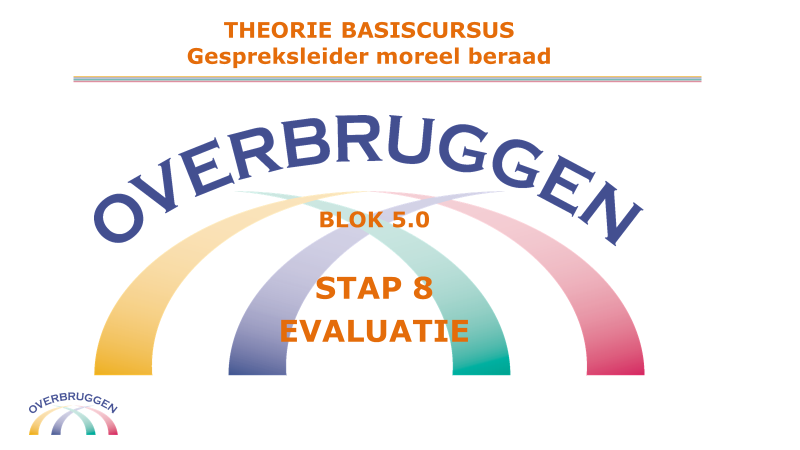 THEORIE BASISCURSUS
Gespreksleider moreel beraad
OVERBRUGGEN
BLOK 5.0
STAP 8
EVALUATIE
OVERBRUGGEN